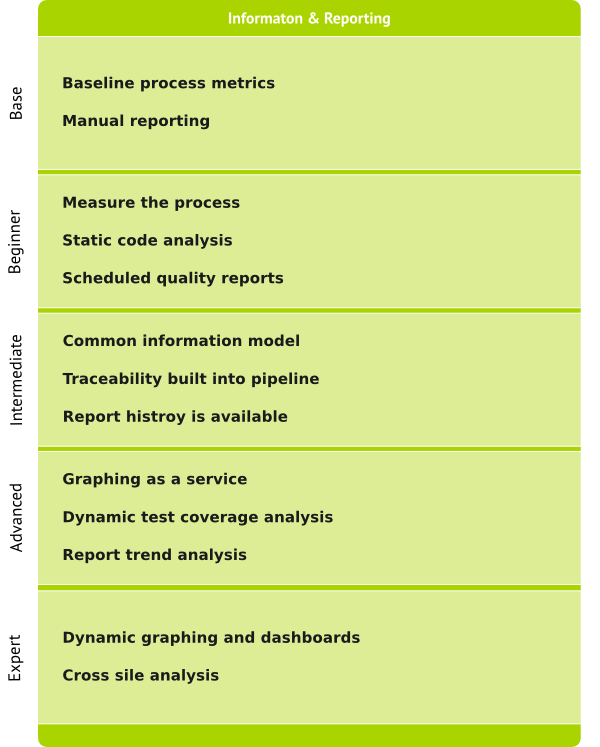 Informaton & Reporting
Base
Baseline process metrics
Manual reporting
Beginner
Measure the process
Static code analysis
Scheduled quality reports
Intermediate
Common information model
Traceability built into pipeline
Report histroy is available
Advanced
Graphing as a service
Dynamic test coverage analysis
Report trend analysis
Expert
Dynamic graphing and dashboards
Cross sile analysis